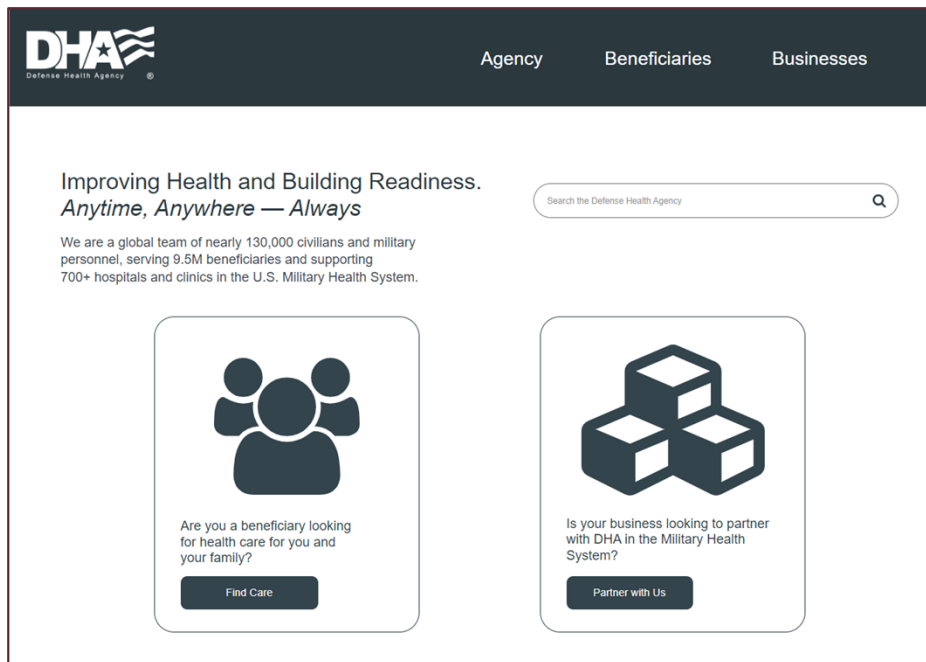 DHA
Defense Health Agency ®
Agency Beneficiaries Businesses
Improving Health and Building Readiness.
Anytime, Anywhere — Always
Search the Defense Health Agency
We are a global team of nearly 130,000 civilians and military
personnel, serving 9.5M beneficiaries and supporting
700+ hospitals and clinics in the U.S. Military Health System.
Are you a beneficiary looking
for health care for you and
your family?
Find Care
Is your business looking to partner
with DHA in the Military Health
System?
Partner with Us